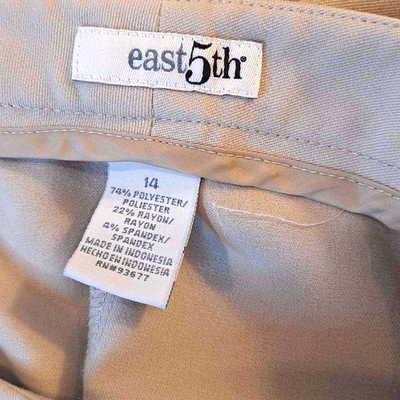 east5th
14
74% POLYESTER/
POLIESTER
22% RAYON/
RAYON
4% SPANDEX/
SPANDEX
MADE IN INDONESIA
HECHO EN INDONESIA
RN#93677